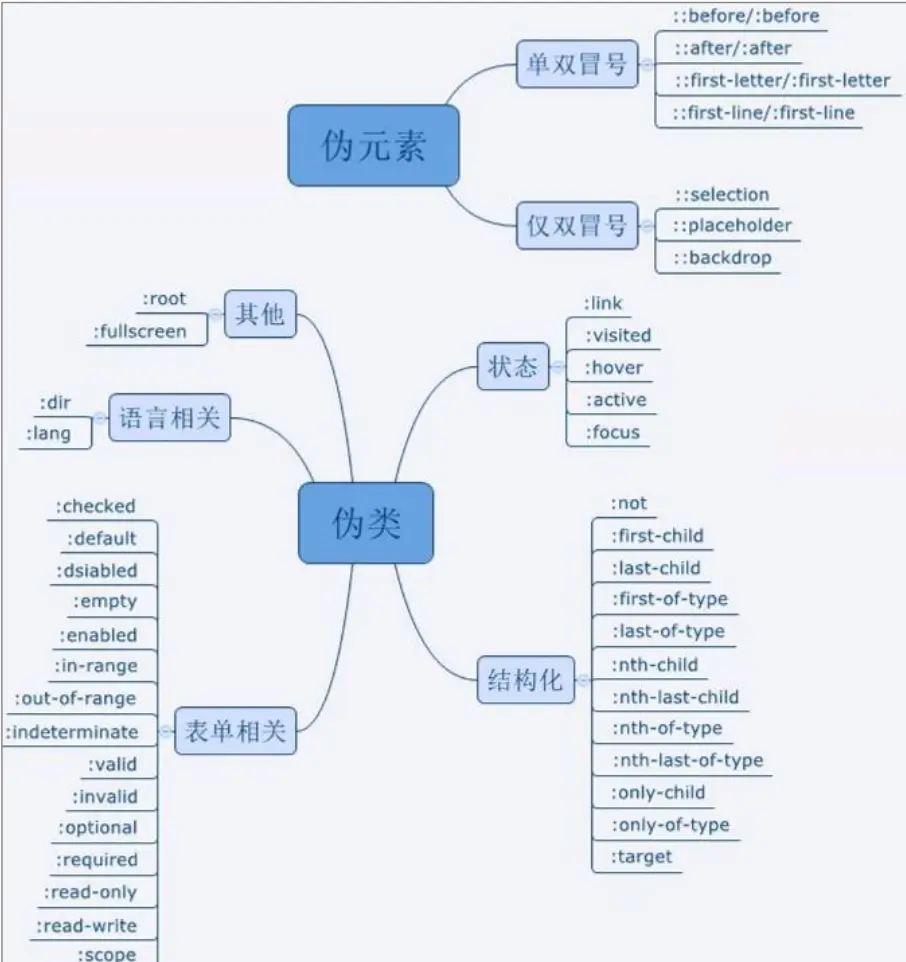 伪元素
单双冒号
::before/:before
::after/:after
::first-letter/:first-letter
::first-line/:first-line
仅双冒号
::selection
::placeholder
::backdrop
伪类
其他
:root
:fullscreen
语言相关
:dir
:lang
表单相关
:checked
:default
:dsiabled
:empty
:enabled
:in-range
:out-of-range
:indeterminate
:valid
:invalid
:optional
:required
:read-only
:read-write
:scope
状态
:link
:visited
:hover
:active
:focus
结构化
:not
:first-child
:last-child
:first-of-type
:last-of-type
:nth-child
:nth-last-child
:nth-of-type
:nth-last-of-type
:only-child
:only-of-type
:target